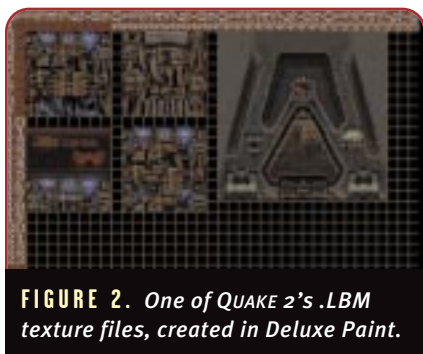 FIGURE 2. One of QUAKE 2's .LBM
texture files, created in Deluxe Paint.